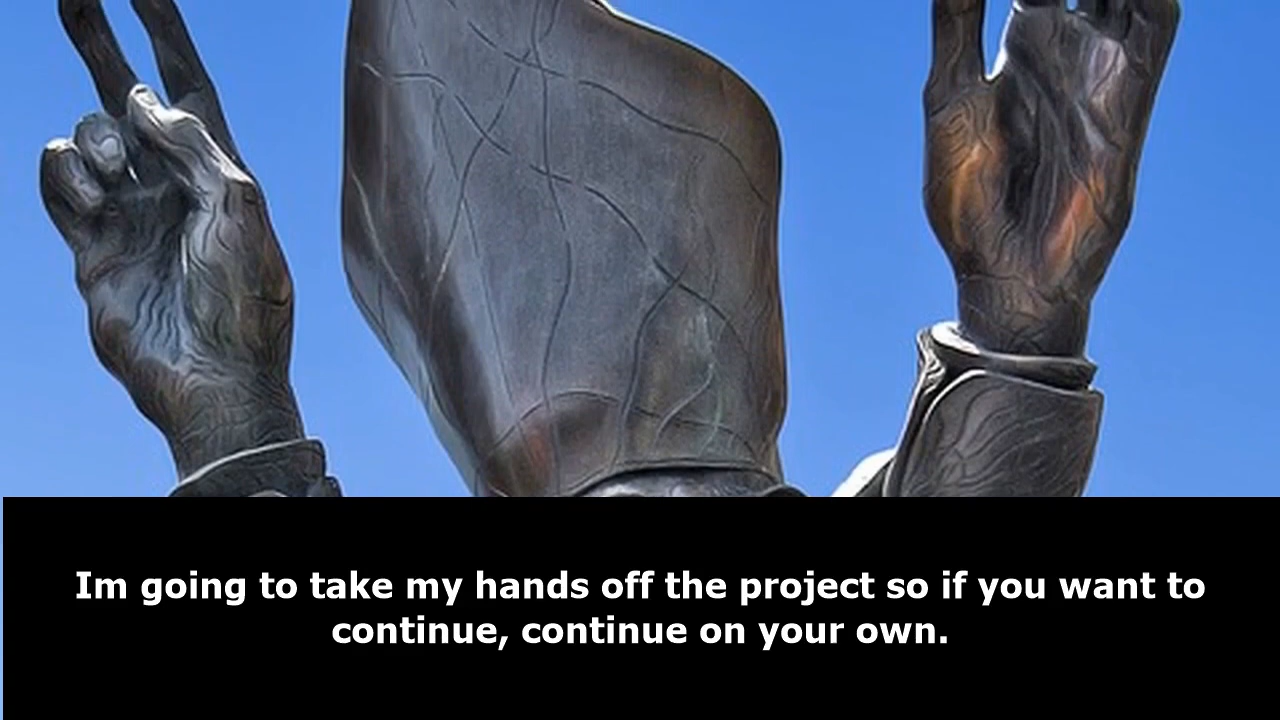 Im going to take my hands off the project so if you want to
continue, continue on your own.